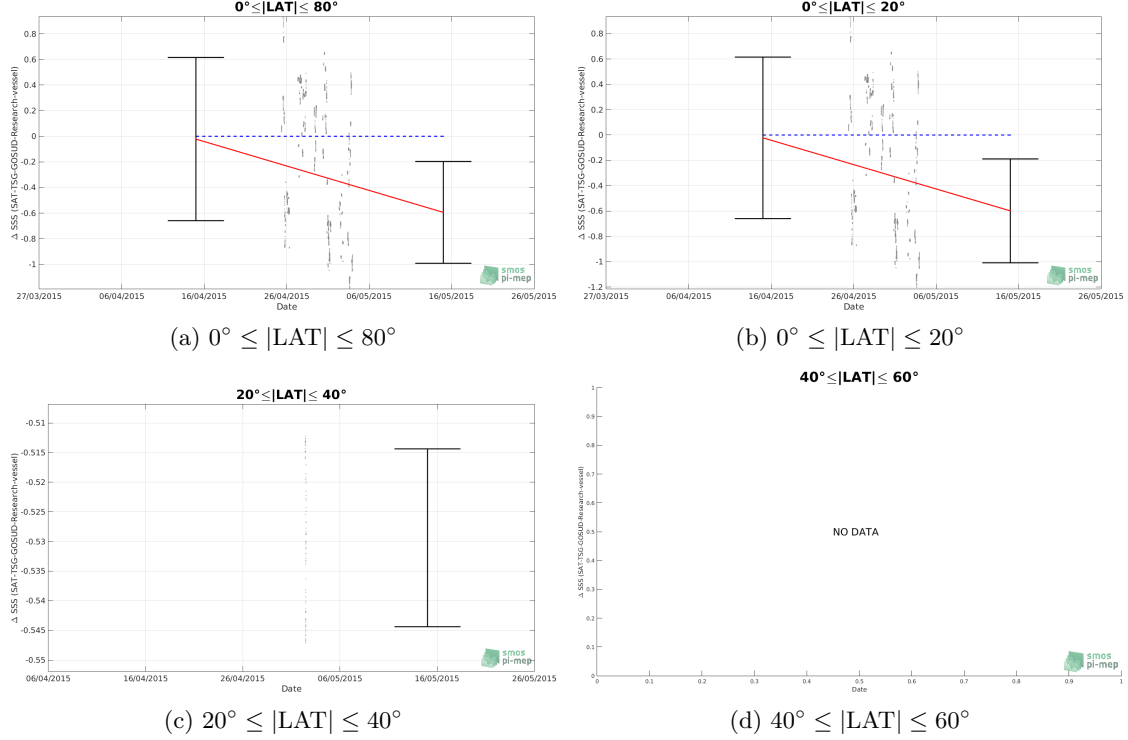 0°≤|LAT|≤ 80°
Δ SSS (SAT-TSG-GOSUD-Research-vessel)
0.8
0.6
0.4
0.2
0
-0.2
-0.4
-0.6
-0.8
-1
27/03/2015 06/04/2015 16/04/2015 26/04/2015 06/05/2015 16/05/2015 26/05/2015
Date
smos
pi-mep
(a) 0° ≤ |LAT| ≤ 80°
0°≤|LAT|≤ 20°
Δ SSS (SAT-TSG-GOSUD-Research-vessel)
0.8
0.6
0.4
0.2
0
-0.2
-0.4
-0.6
-0.8
-1
-1.2
27/03/2015 06/04/2015 16/04/2015 26/04/2015 06/05/2015 16/05/2015 26/05/2015
Date
smos
pi-mep
(b) 0° ≤ |LAT| ≤ 20°
20°≤|LAT|≤ 40°
Δ SSS (SAT-TSG-GOSUD-Research-vessel)
-0.51
-0.515
-0.52
-0.525
-0.53
-0.535
-0.54
-0.545
-0.55
06/04/2015 16/04/2015 26/04/2015 06/05/2015 16/05/2015 26/05/2015
Date
smos
pi-mep
(c) 20° ≤ |LAT| ≤ 40°
40°≤|LAT|≤ 60°
Δ SSS (SAT-TSG-GOSUD-Research-vessel)
1
0.9
0.8
0.7
0.6
0.5
0.4
0.3
0.2
0.1
0
NO DATA
0 0.1 0.2 0.3 0.4 0.5 0.6 0.7 0.8 0.9 1
Date
smos
pi-mep
(d) 40° ≤ |LAT| ≤ 60°